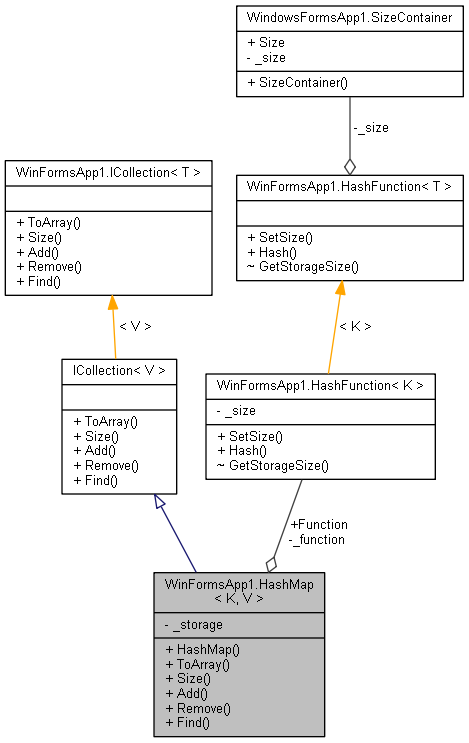 WindowsFormsApp1.SizeContainer
+ Size
- _size
+ SizeContainer()
-_size
WinFormsApp1.ICollection< T >
+ ToArray()
+ Size()
+ Add()
+ Remove()
+ Find()
WinFormsApp1.HashFunction< T >
+ SetSize()
+ Hash()
~ GetStorageSize()
< V >
< K >
ICollection< V >
+ ToArray()
+ Size()
+ Add()
+ Remove()
+ Find()
WinFormsApp1.HashFunction< K >
- _size
+ SetSize()
+ Hash()
~ GetStorageSize()
+Function
-_function
WinFormsApp1.HashMap
< K, V >
- _storage
+ HashMap()
+ ToArray()
+ Size()
+ Add()
+ Remove()
+ Find()